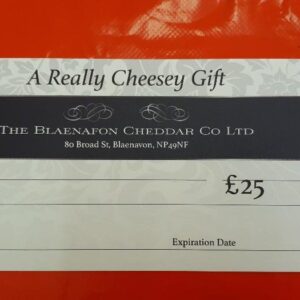 A Really Cheesey Gift
The Blaenafon Cheddar Co Ltd
80 Broad St, Blaenavon, NP49NF
£25
Expiration Date